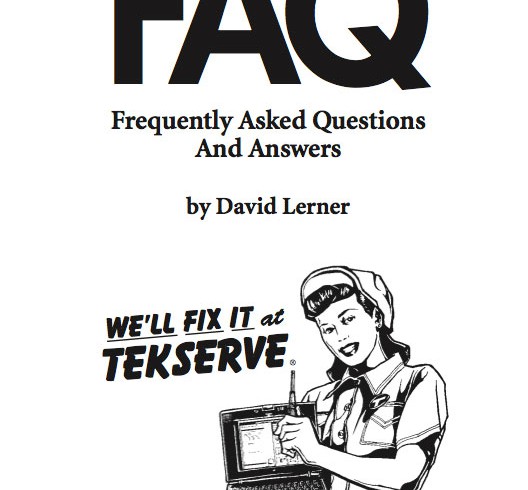 FAQ
Frequently Asked Questions
And Answers
by David Lerner
WE'LL FIX IT at
TEKSERVE®